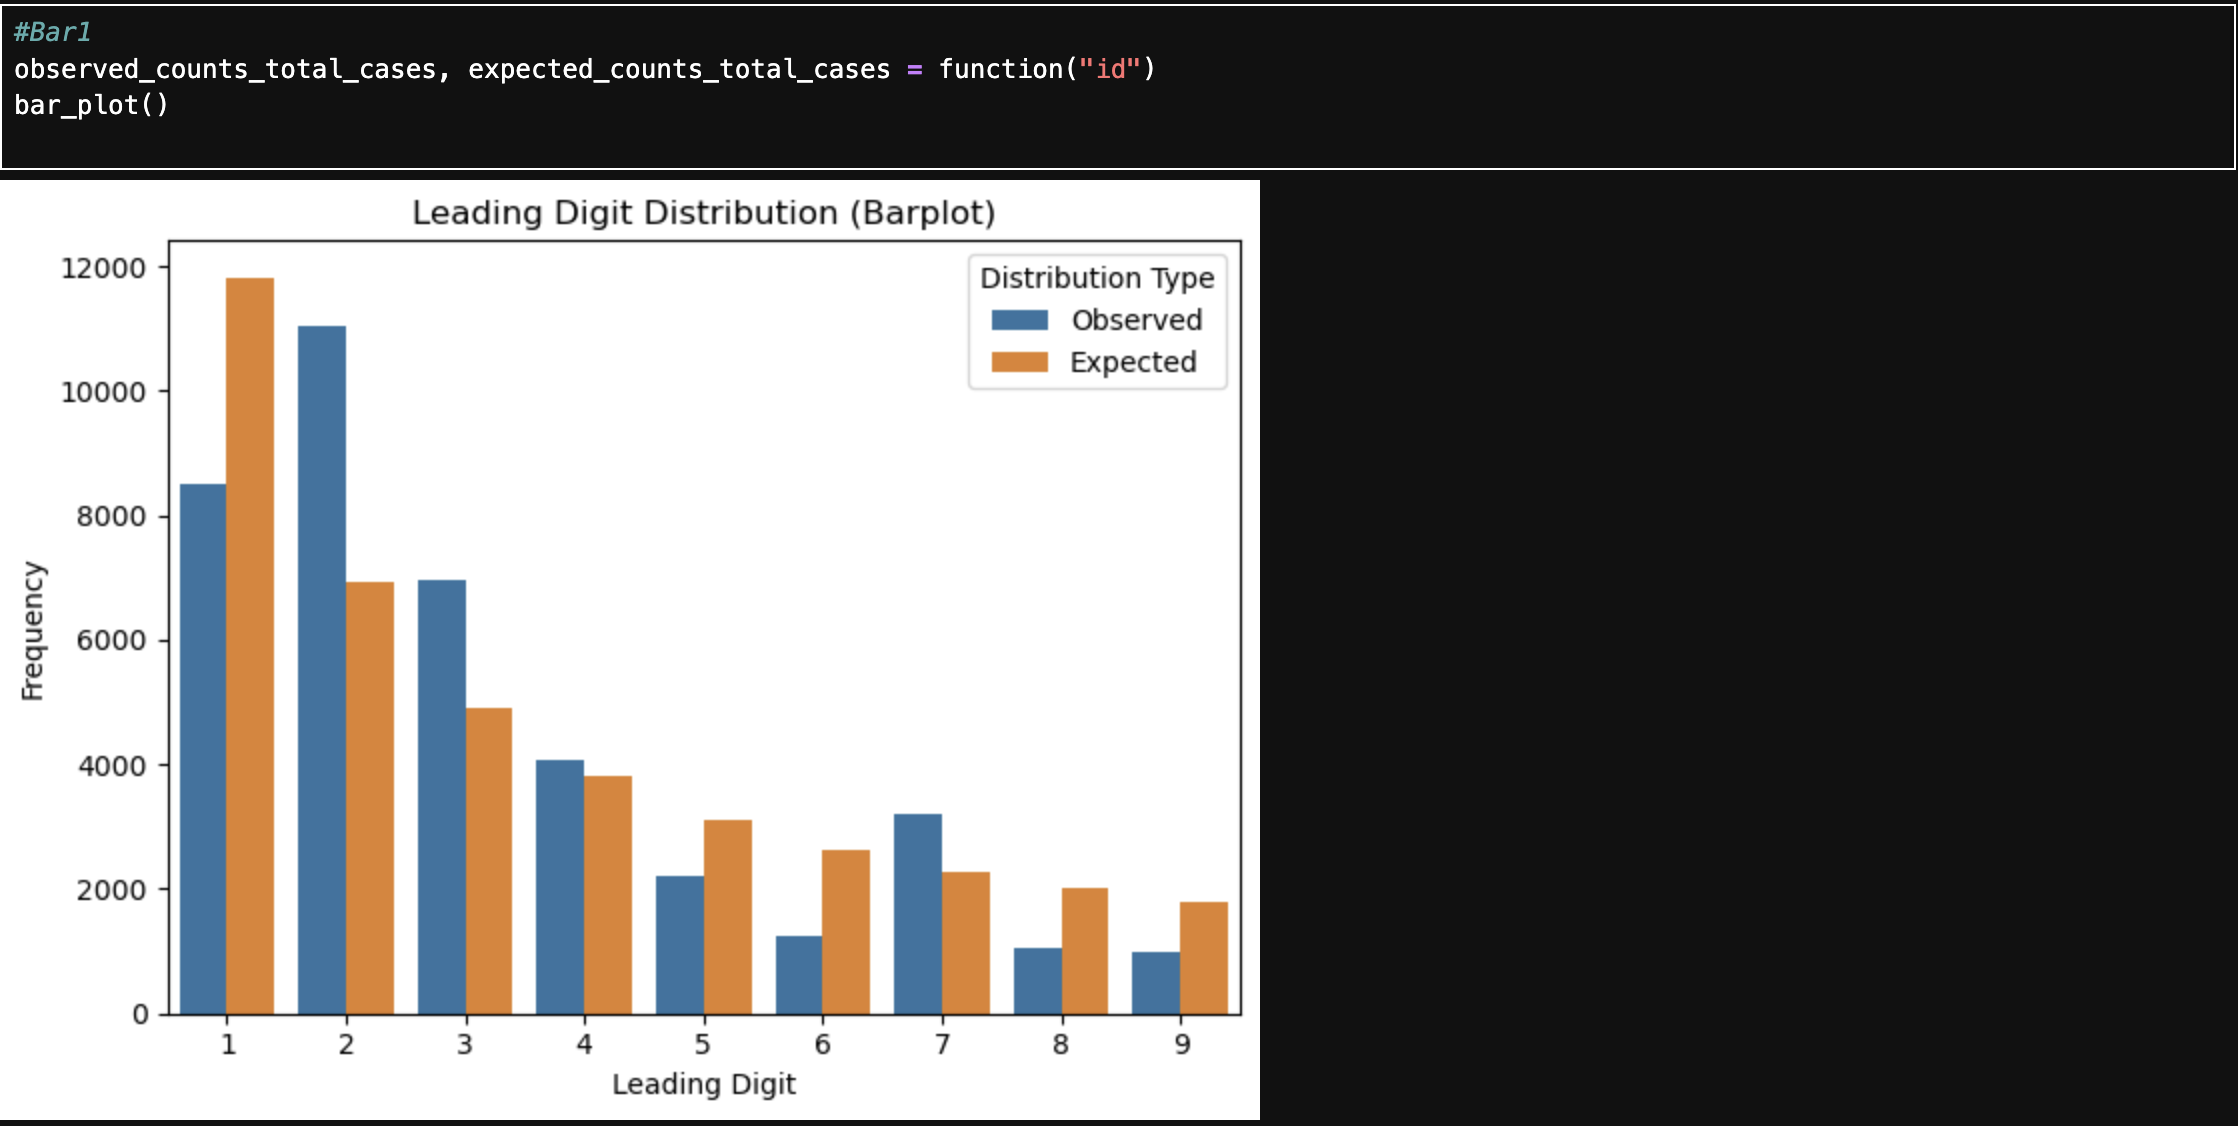 #Bar1
observed_counts_total_cases, expected_counts_total_cases = function("id")
bar_plot()
Leading Digit Distribution (Barplot)
Distribution Type
Observed
Expected
Frequency
12000
10000
8000
6000
4000
2000
0
1 2 3 4 5 6 7 8 9
Leading Digit